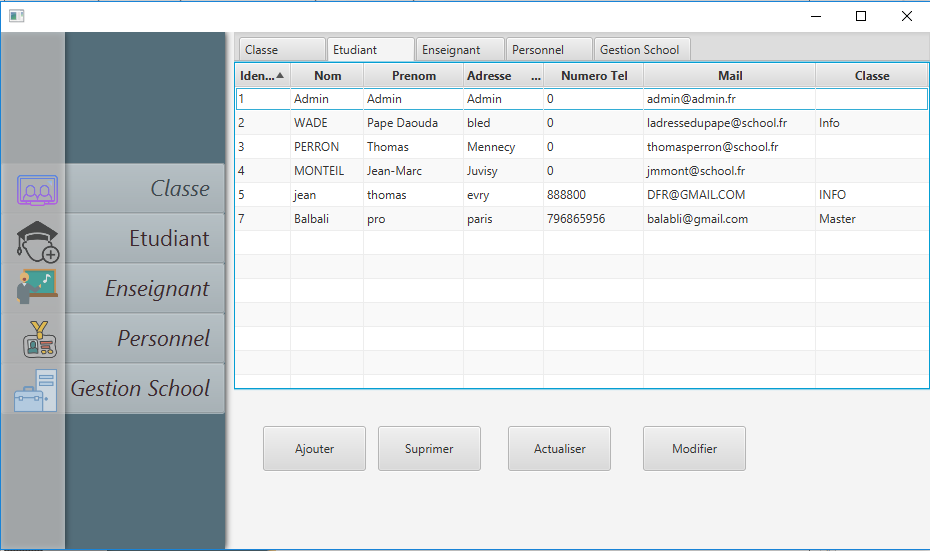 Classe Etudiant Enseignant Personnel Gestion School
Iden... Nom Prenom Adresse ... Numero Tel Mail Classe
1 Admin Admin Admin 0 admin@admin.fr
2 WADE Pape Daouda bled 0 ladressedupape@school.fr Info
3 PERRON Thomas Mennecy 0 thomasperron@school.fr
4 MONTEIL Jean-Marc Juvisy 0 jmmont@school.fr
5 jean thomas evry 888800 DFR@GMAIL.COM INFO
7 Balbali pro paris 796865956 balabli@gmail.com Master
Classe
Etudiant
Enseignant
Personnel
Gestion School
Ajouter Suprimer Actualiser Modifier